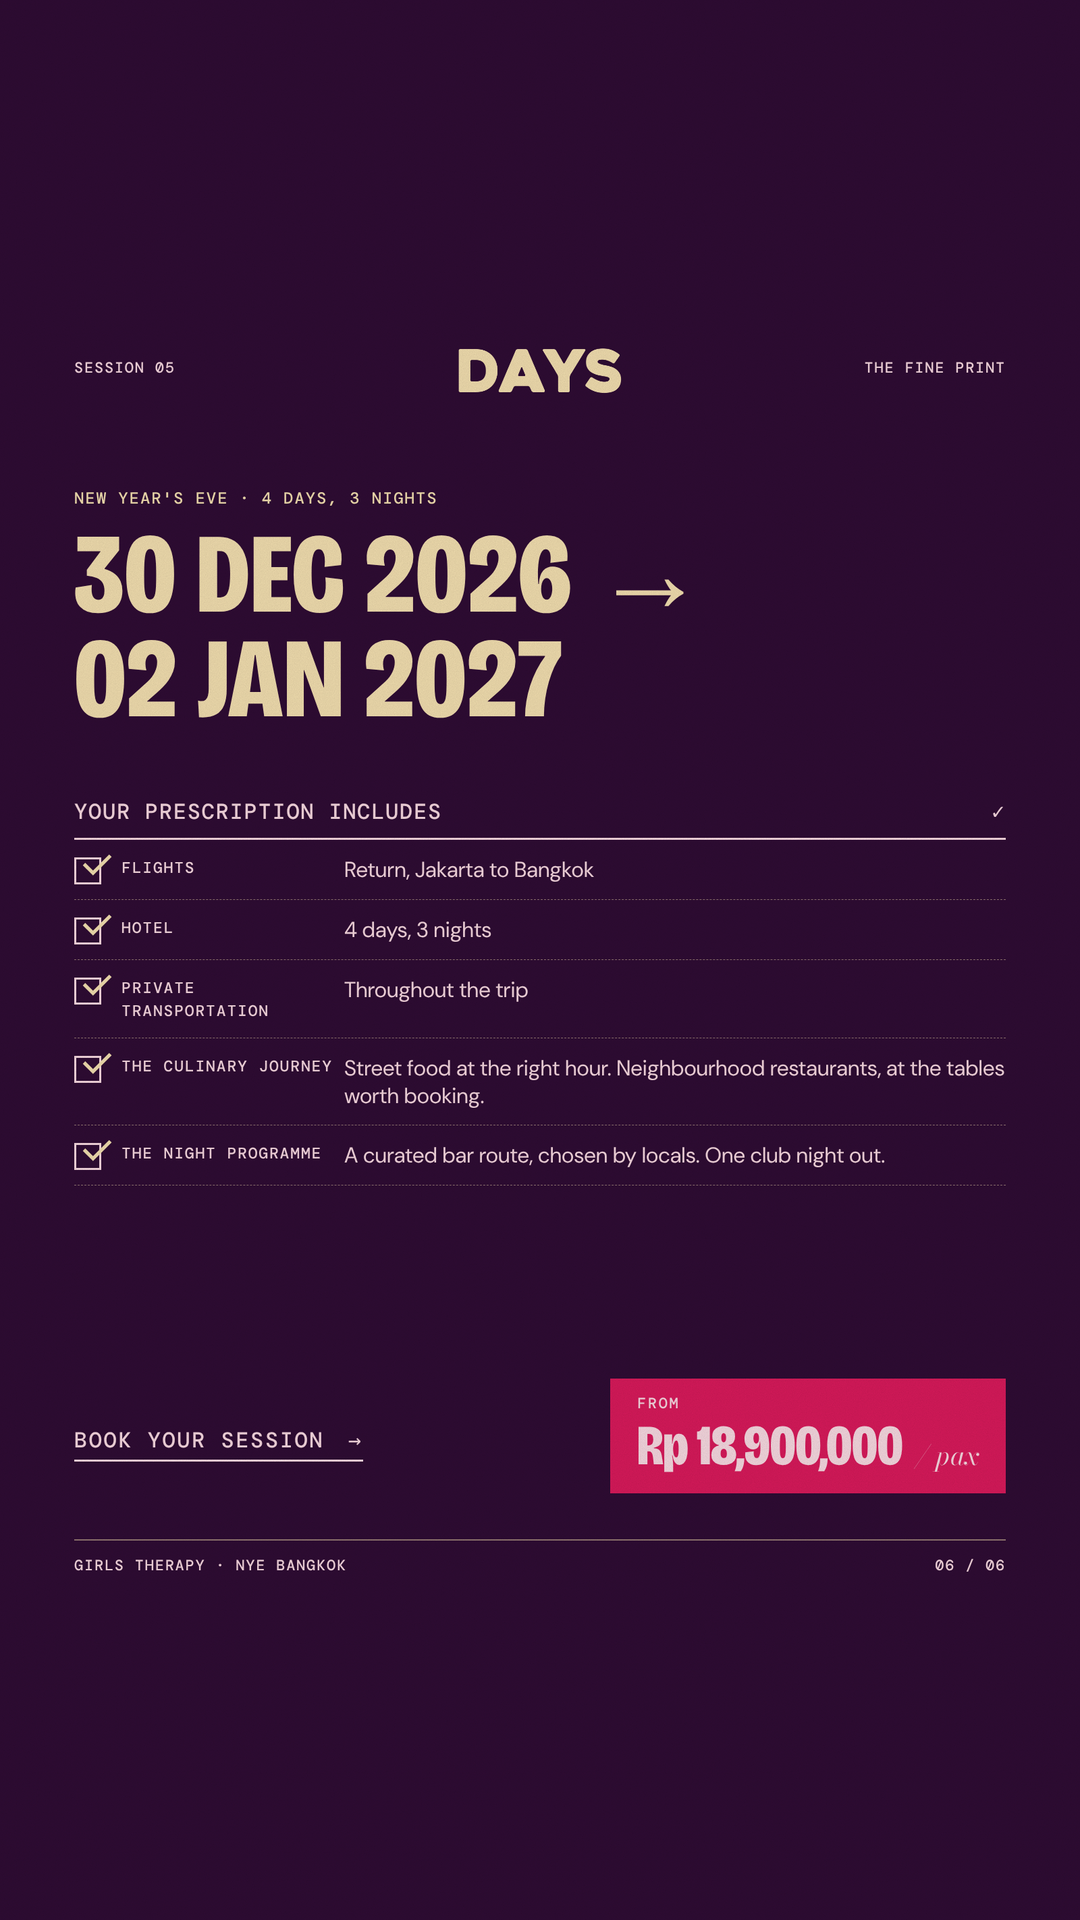 SESSION 05
DAYS
THE FINE PRINT
NEW YEAR'S EVE · 4 DAYS, 3 NIGHTS
30 DEC 2026 →
02 JAN 2027
YOUR PRESCRIPTION INCLUDES ✓
FLIGHTS Return, Jakarta to Bangkok
HOTEL 4 days, 3 nights
PRIVATE Throughout the trip
TRANSPORTATION
THE CULINARY JOURNEY Street food at the right hour. Neighbourhood restaurants, at the tables
worth booking.
THE NIGHT PROGRAMME A curated bar route, chosen by locals. One club night out.
BOOK YOUR SESSION →
FROM
Rp 18,900,000 / pax
GIRLS THERAPY · NYE BANGKOK
06 / 06